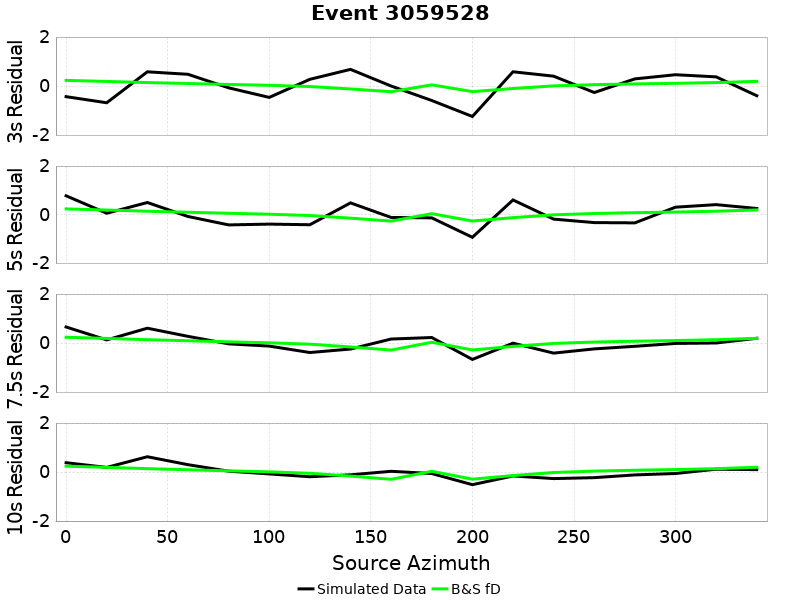 Event 3059528
3s Residual
2
0
-2
5s Residual
2
0
-2
7.5s Residual
2
0
-2
10s Residual
2
0
-2
0 50 100 150 200 250 300
Source Azimuth
Simulated Data B&S fD